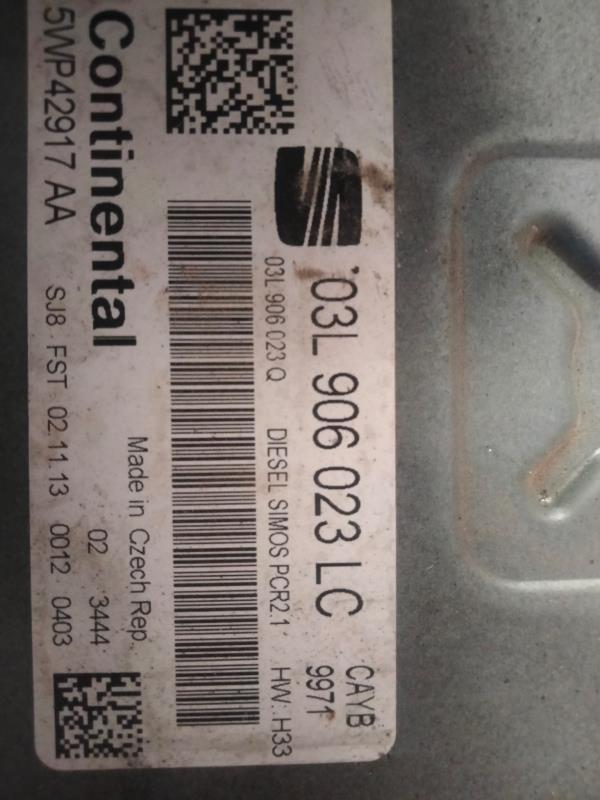 03L 906 023 LC
CAYB
9971
03L 906 023 Q DIESEL SIMOS PCR2.1 HW: H33
Continental
Made in Czech Rep.
02 3444
5WP42917 AA SJ8 FST 02.11.13 0012 0403